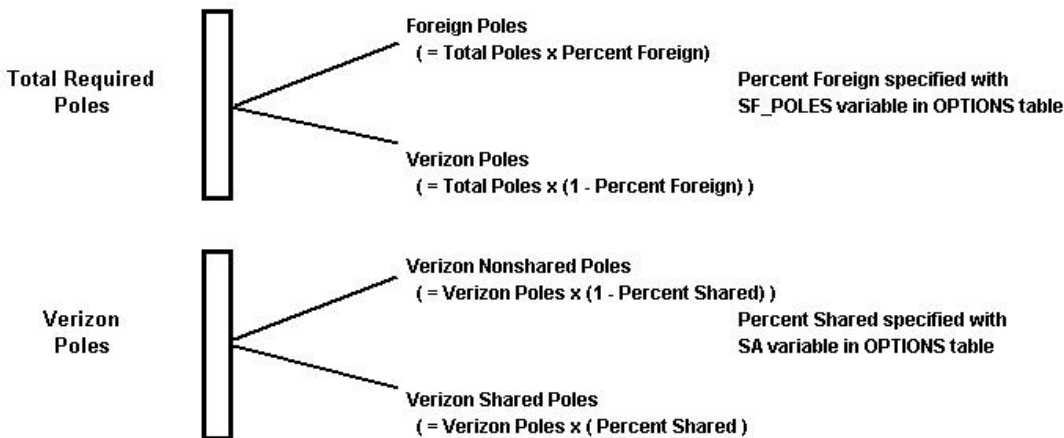 Foreign Poles
( = Total Poles x Percent Foreign)
Total Required
Poles
Percent Foreign specified with
SF_POLES variable in OPTIONS table
Verizon Poles
( = Total Poles x (1 - Percent Foreign) )
Verizon Nonshared Poles
( = Verizon Poles x (1 - Percent Shared) )
Verizon
Poles
Percent Shared specified with
SA variable in OPTIONS table
Verizon Shared Poles
( = Verizon Poles x ( Percent Shared )